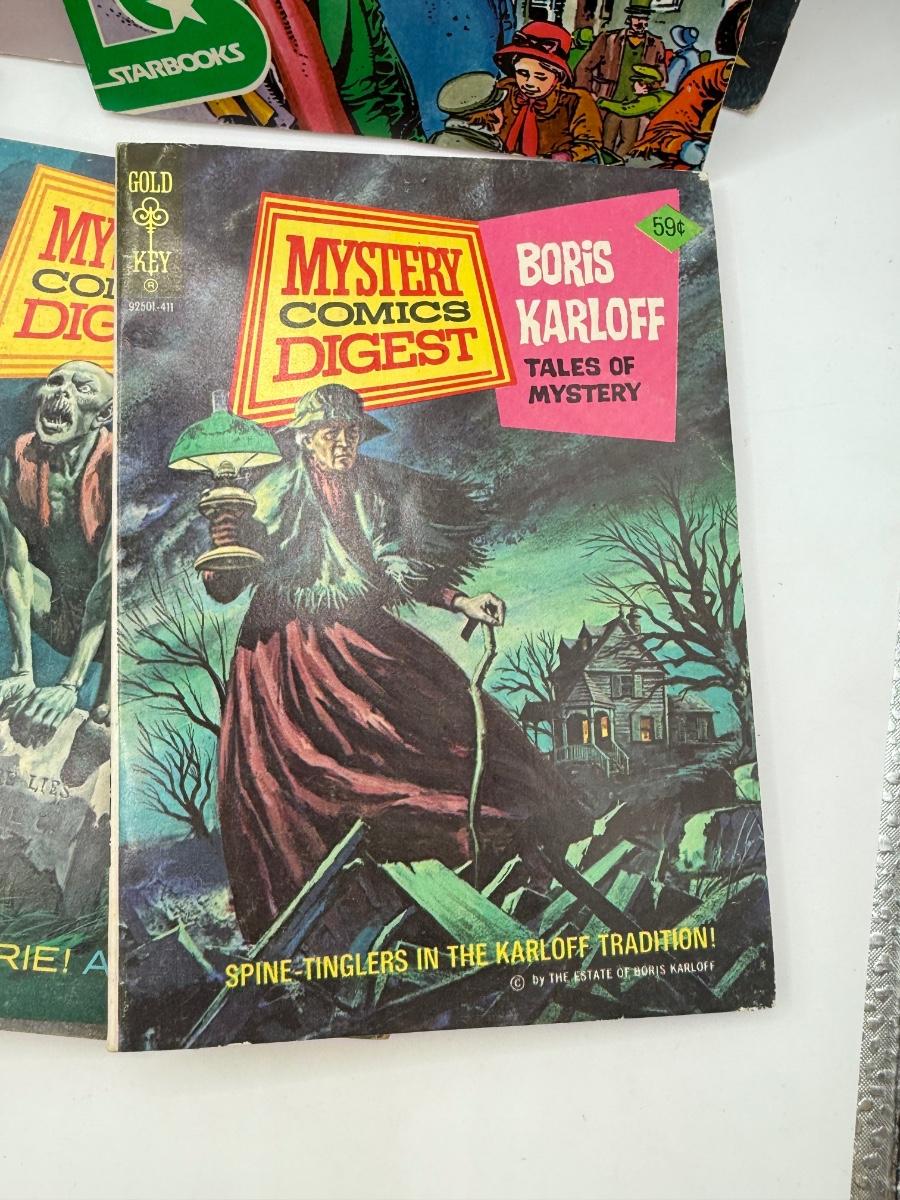 STARBOOKS
GOLD
KEY
®
92501-411
MYSTERY
COMICS
DIGEST
BORIS
KARLOFF
TALES OF
MYSTERY
59¢
SPINE-TINGLERS IN THE KARLOFF TRADITION!
© by THE ESTATE OF BORIS KARLOFF
MY
CO
DIG
LIES
RIE! A